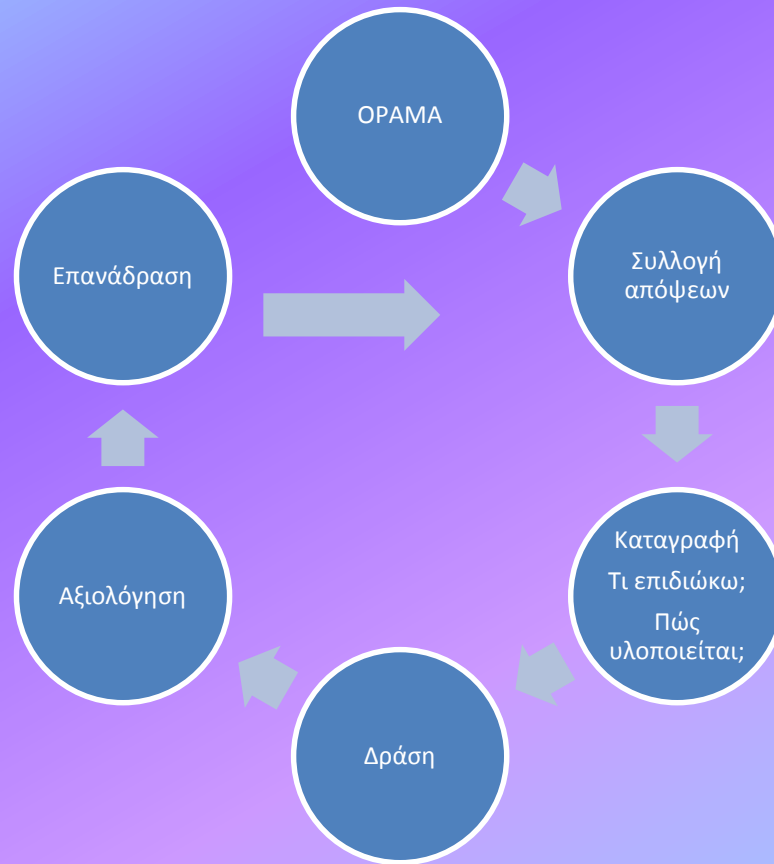 ΟΡΑΜΑ
Συλλογή
απόψεων
Καταγραφή
Τι επιδιώκω;
Πώς
υλοποιείται;
Δράση
Αξιολόγηση
Επανάδραση